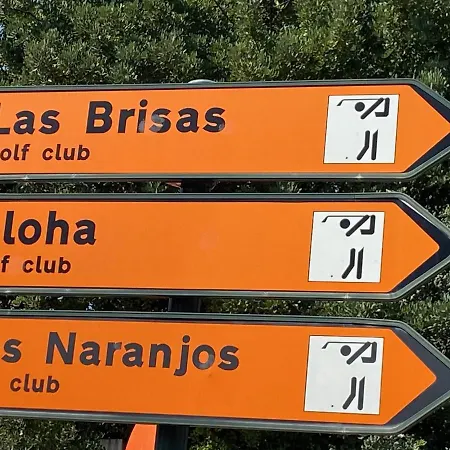 Las Brisas
olf club
loha
f club
s Naranjos
club